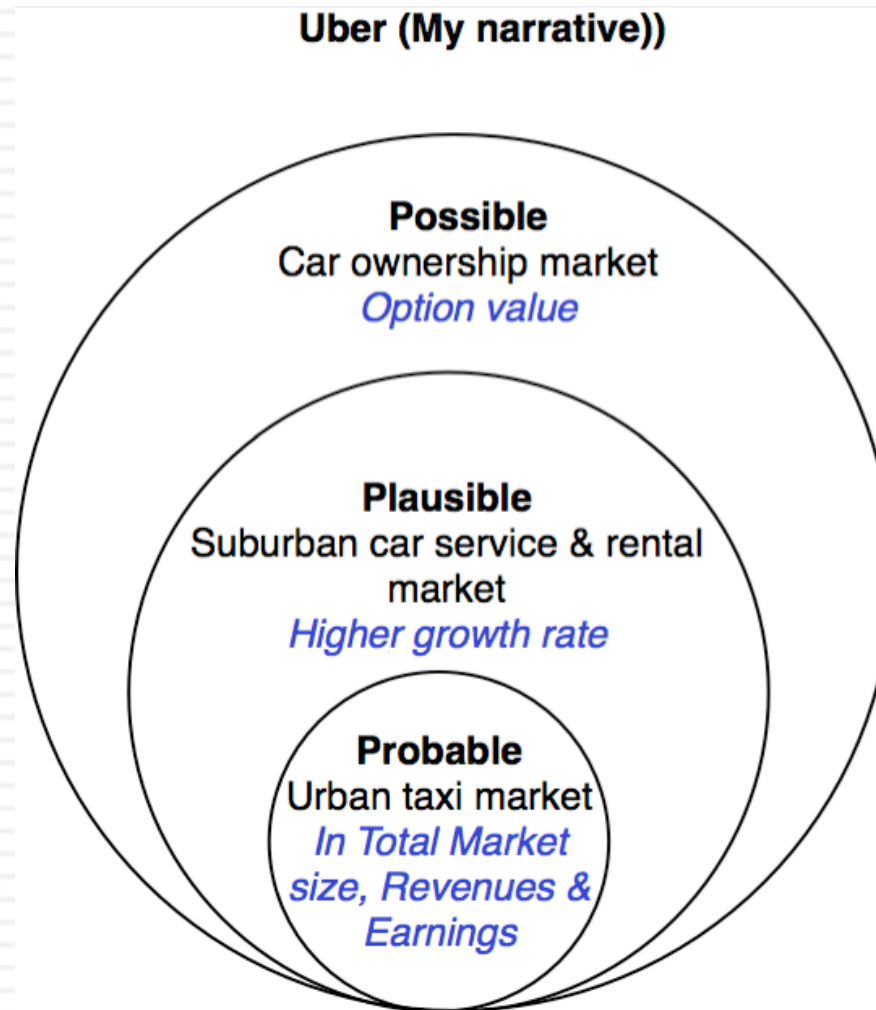 Uber (My narrative))
Possible
Car ownership market
Option value
Plausible
Suburban car service & rental
market
Higher growth rate
Probable
Urban taxi market
In Total Market
size, Revenues &
Earnings